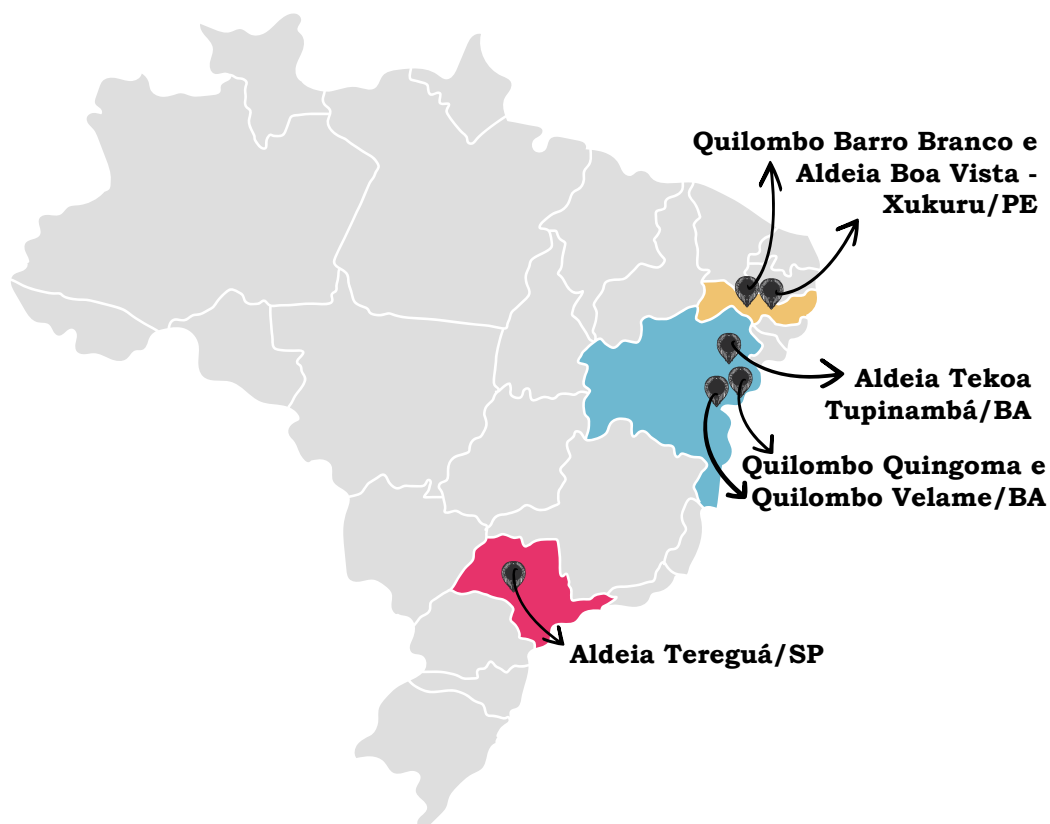 Quilombo Barro Branco e
Aldeia Boa Vista -
Xukuru/PE
Aldeia Tekoa
Tupinambá/BA
Quilombo Quingoma e
Quilombo Velame/BA
Aldeia Tereguá/SP